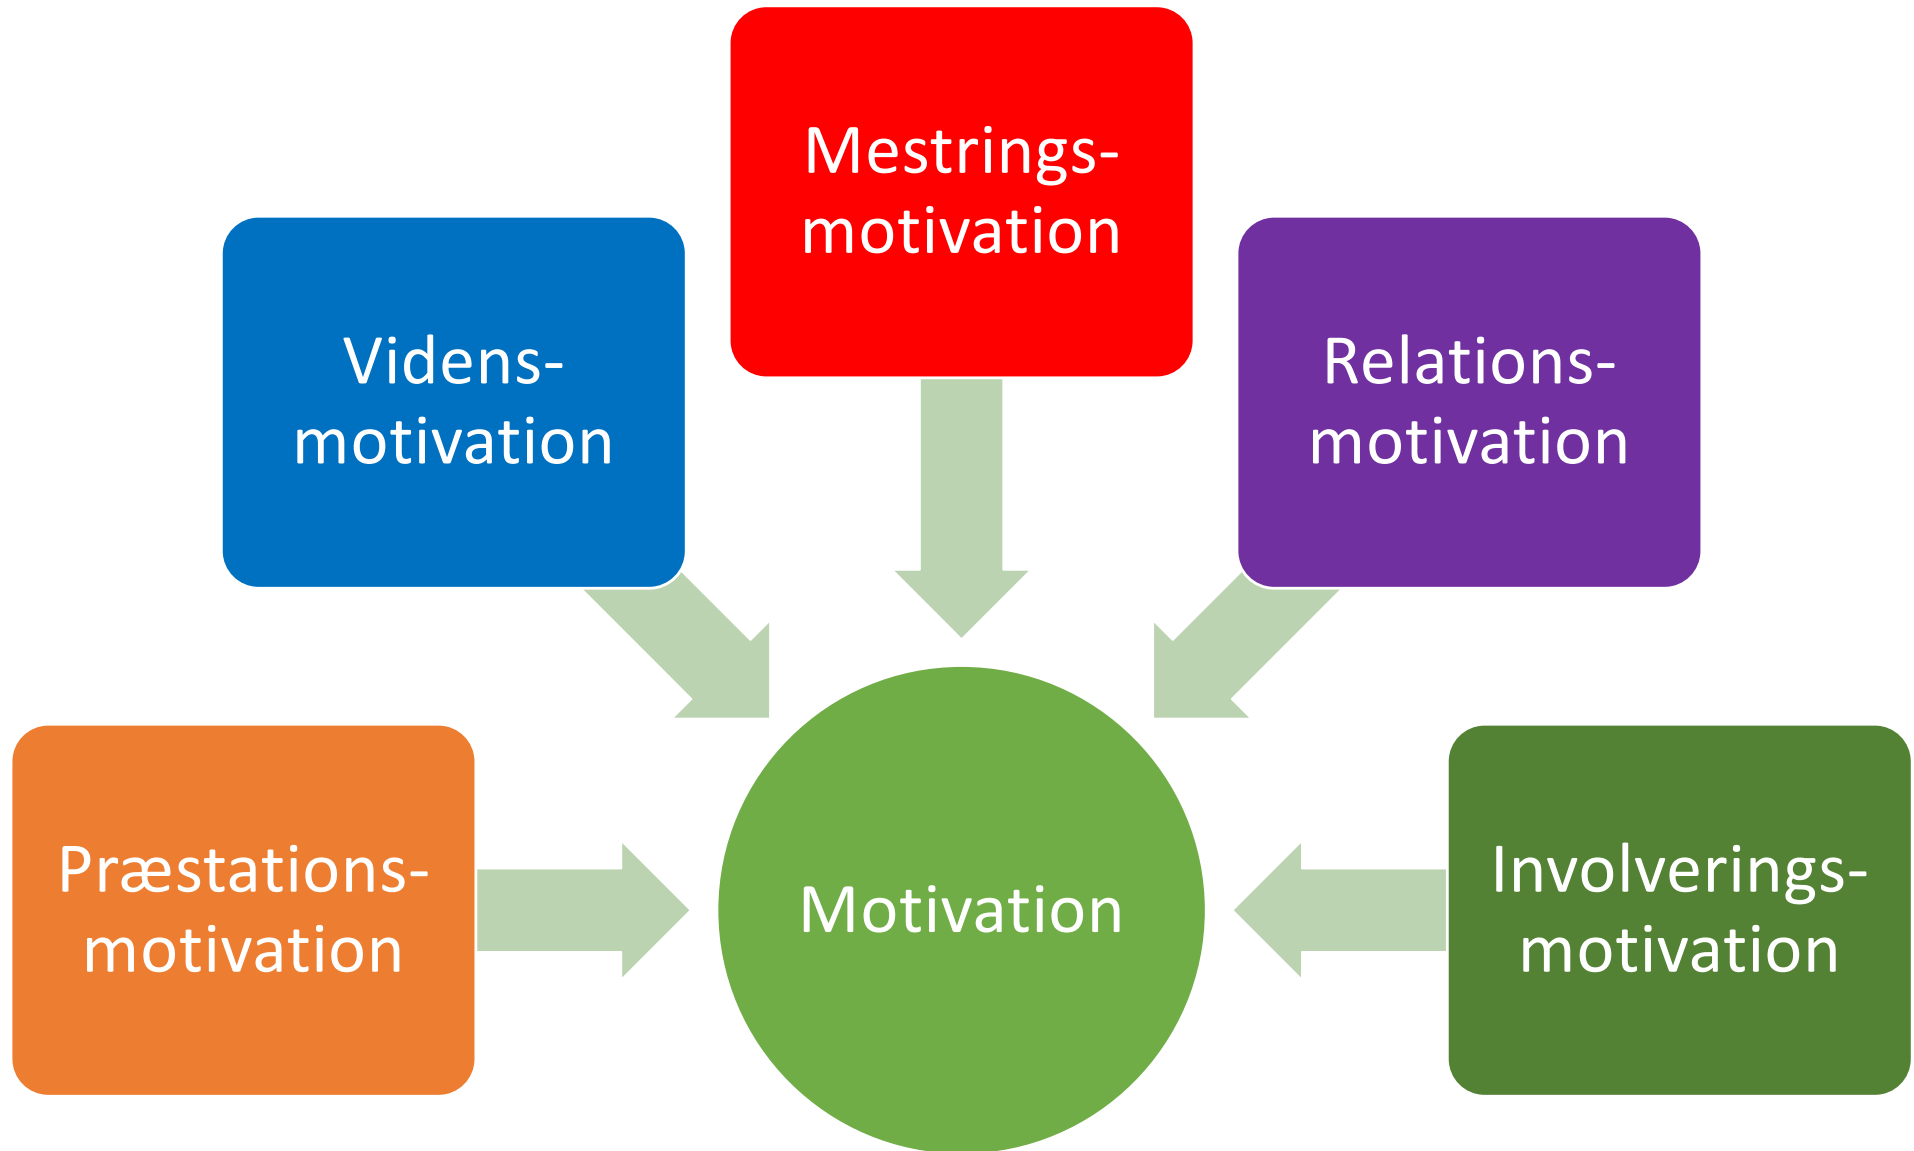 Mestrings-
motivation
Videns-
motivation
Relations-
motivation
Præstations-
motivation
Motivation
Involverings-
motivation